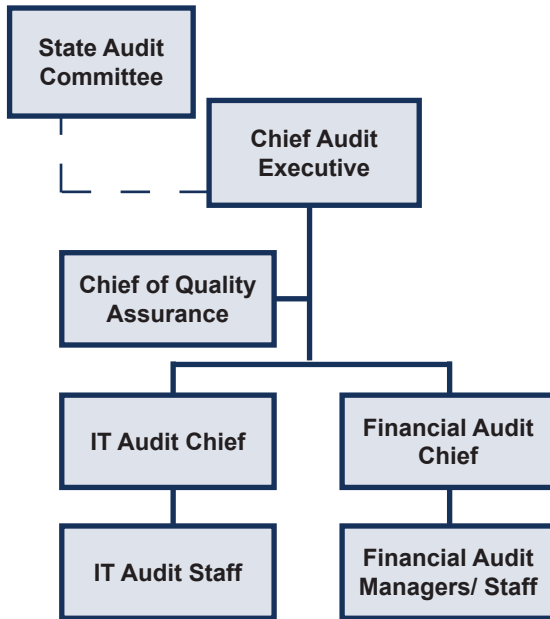 State Audit
Committee
Chief Audit
Executive
Chief of Quality
Assurance
IT Audit Chief
Financial Audit
Chief
IT Audit Staff
Financial Audit
Managers/ Staff